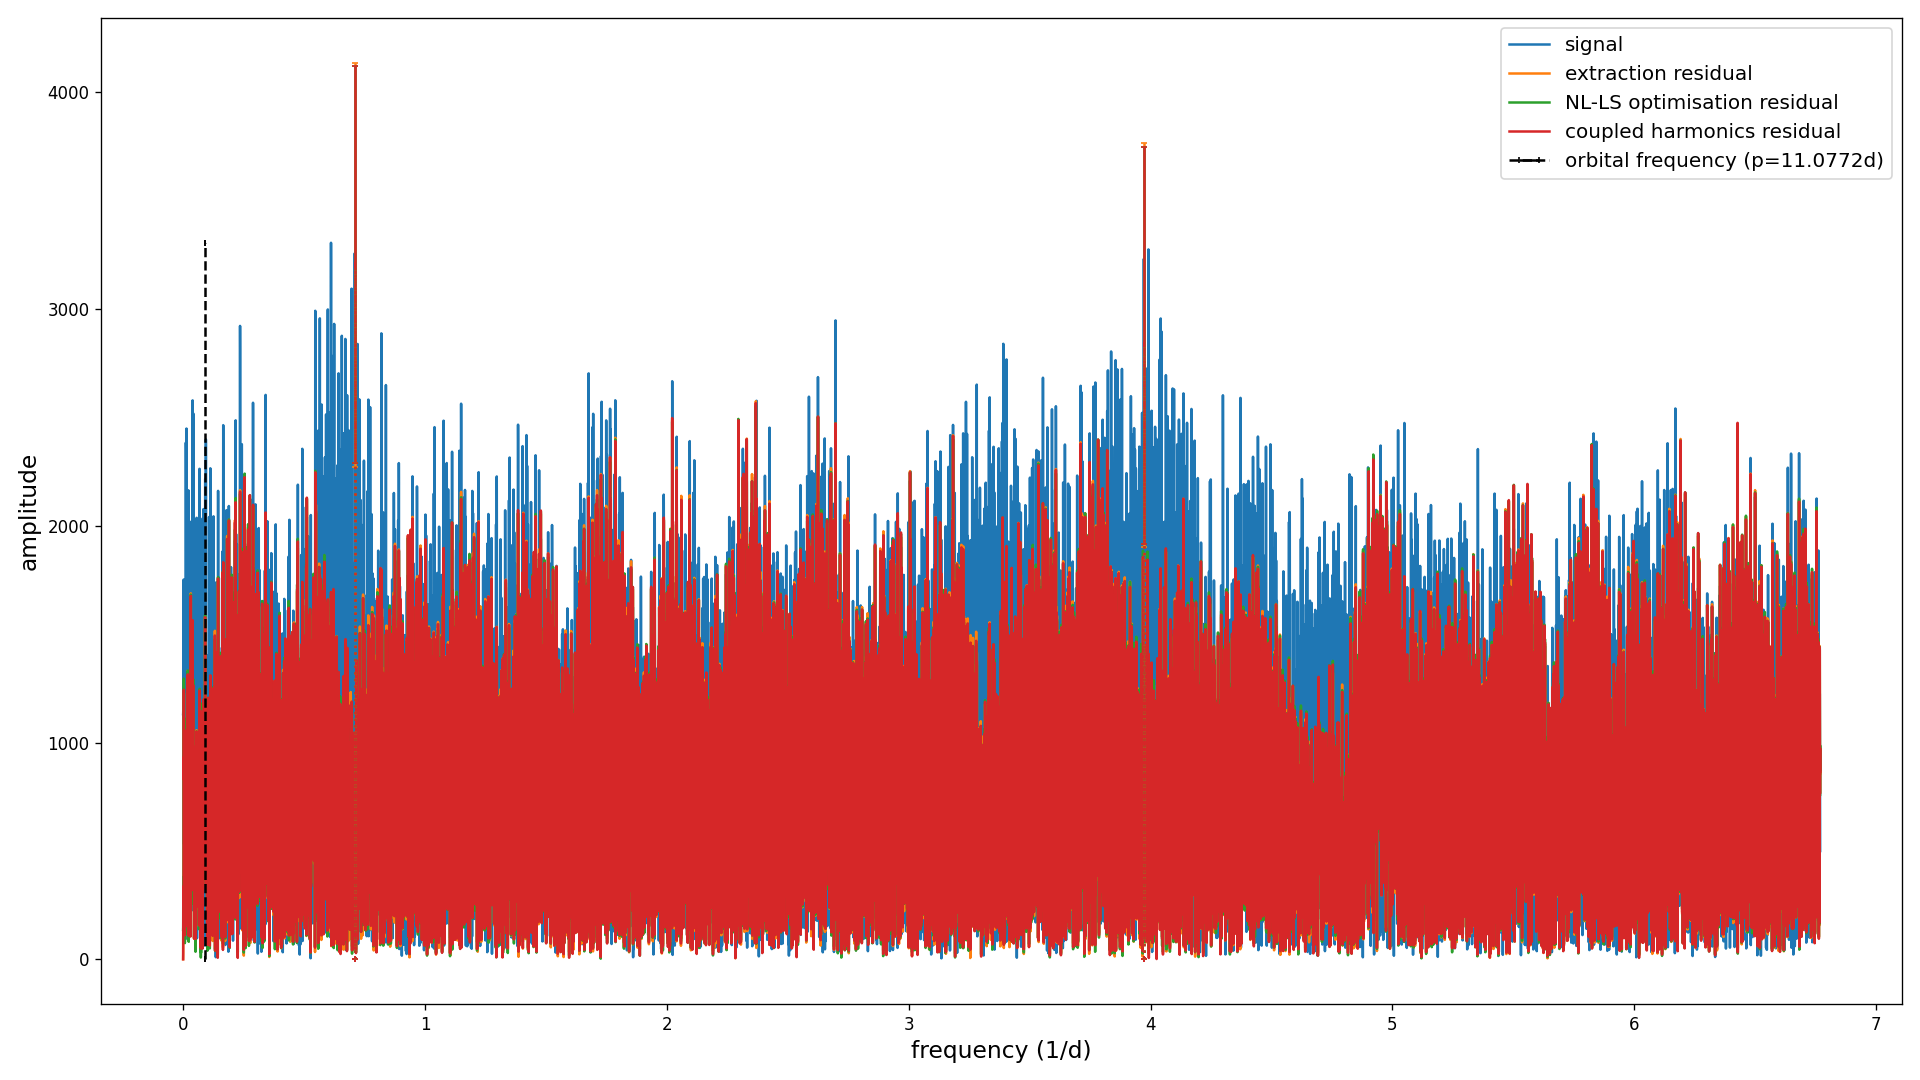 signal
extraction residual
NL-LS optimisation residual
coupled harmonics residual
orbital frequency (p=11.0772d)
amplitude
4000
3000
2000
1000
0
0 1 2 3 4 5 6 7
frequency (1/d)